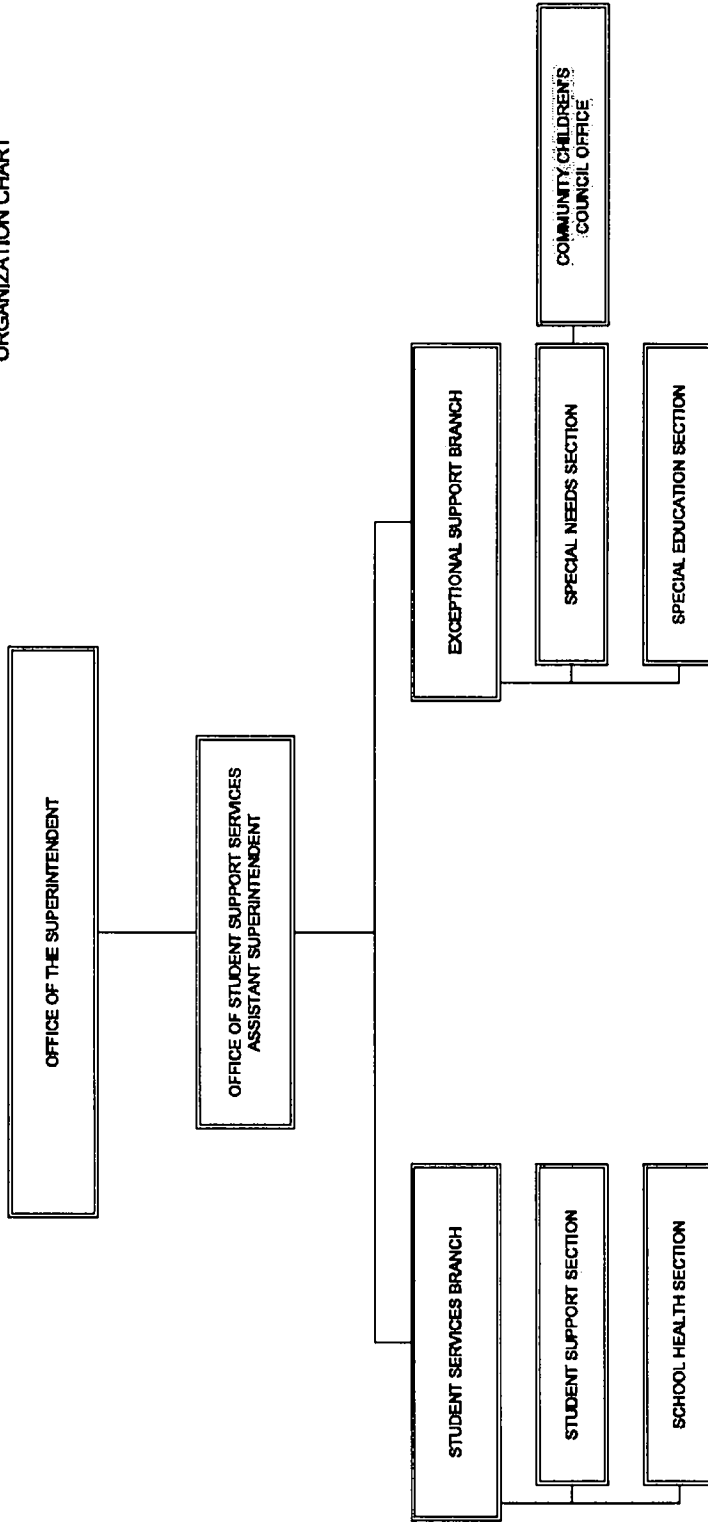 ORGANIZATION CHART
OFFICE OF THE SUPERINTENDENT
OFFICE OF STUDENT SUPPORT SERVICES
ASSISTANT SUPERINTENDENT
STUDENT SERVICES BRANCH
EXCEPTIONAL SUPPORT BRANCH
STUDENT SUPPORT SECTION
SPECIAL NEEDS SECTION
COMMUNITY CHILDREN'S
COUNCIL OFFICE
SCHOOL HEALTH SECTION
SPECIAL EDUCATION SECTION